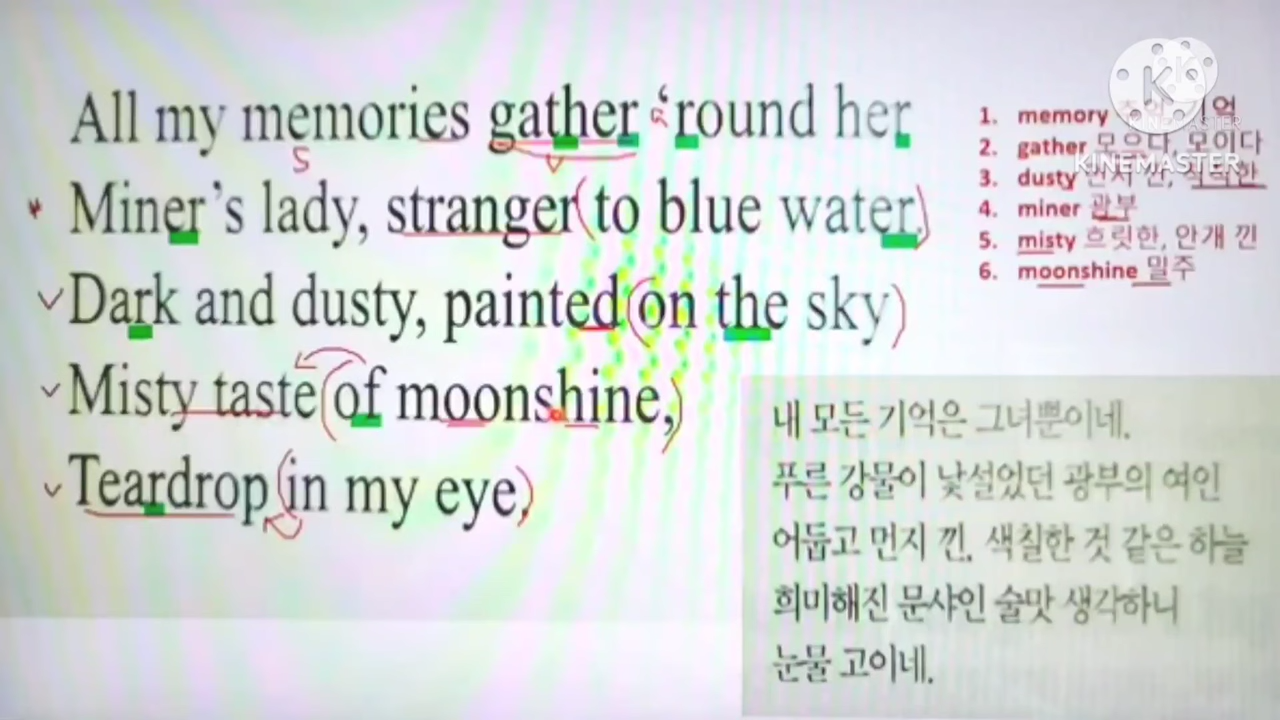 All my memories gather ‘round her
S
Miner’s lady, stranger to blue water.
Dark and dusty, painted on the sky
Misty taste of moonshine,
Teardrop in my eye.
1. memory 억
2. gather 모으다, 모이다
3. dusty
4. miner 광부
5. misty 흐릿한, 안개 낀
6. moonshine 밀주
KINEMASTER
내 모든 기억은 그녀뿐이네.
푸른 강물이 낯설었던 광부의 여인
어둡고 먼지 낀, 색칠한 것 같은 하늘
희미해진 문샤인 술맛 생각하니
눈물 고이네.